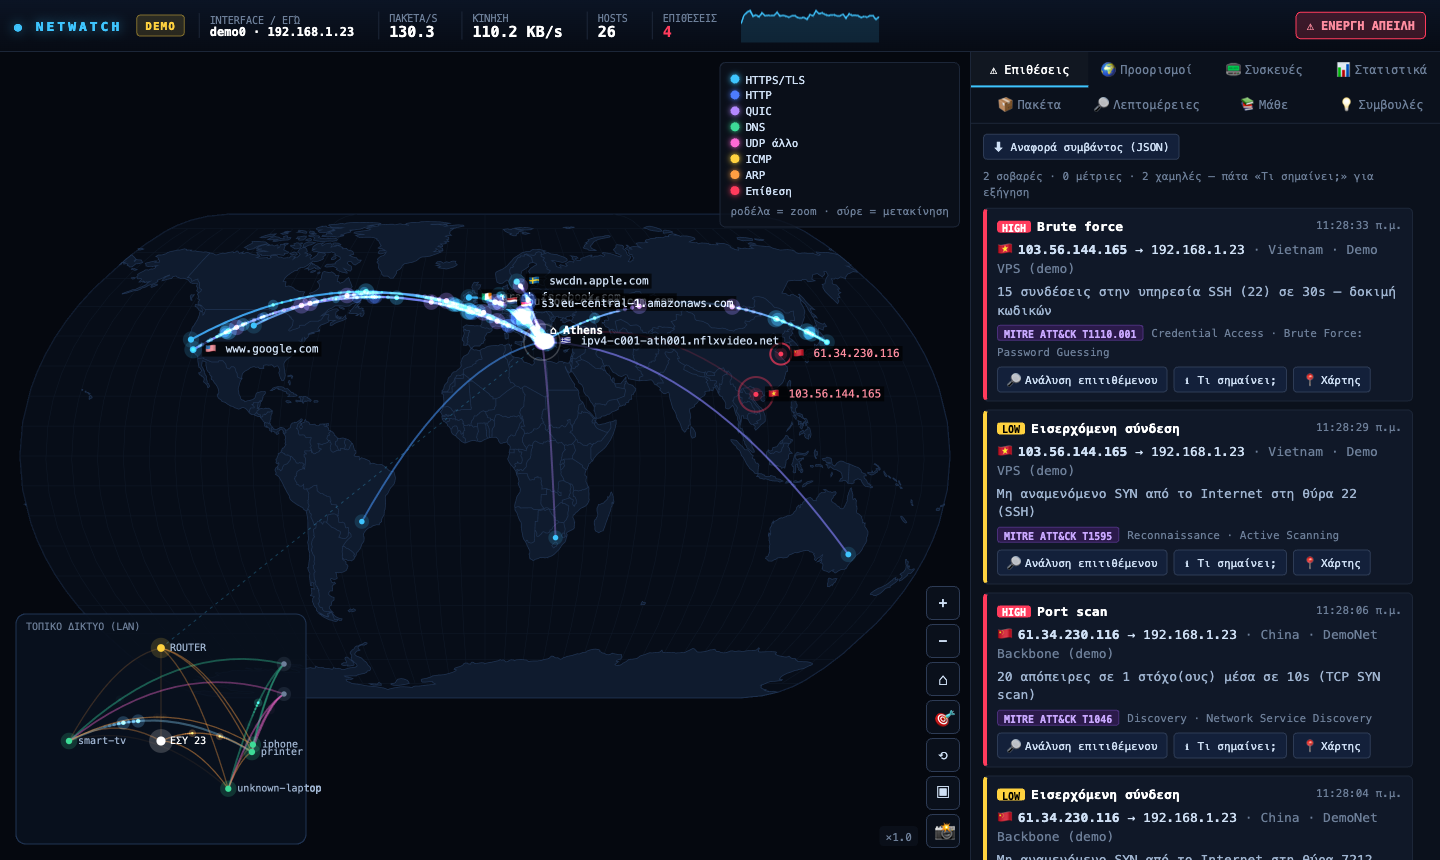 NETWATCH
DEMO
INTERFACE / ΕΓΩ
demo0 · 192.168.1.23
ΠΑΚΕΤΑ/S
130.3
ΚΙΝΗΣΗ
110.2 KB/s
HOSTS
26
ΕΠΙΘΕΣΕΙΣ
4
⚠ ΕΝΕΡΓΗ ΑΠΕΙΛΗ
HTTPS/TLS
HTTP
QUIC
DNS
UDP άλλο
ICMP
ARP
Επίθεση
ροδέλα = zoom · σύρε = μετακίνηση
swcdn.apple.com
s3.eu-central-1.amazonaws.com
⌂ Athens
ipv4-c001-ath001.nflxvideo.net
www.google.com
61.34.230.116
103.56.144.165
ΤΟΠΙΚΟ ΔΙΚΤΥΟ (LAN)
ROUTER
smart-tv
ΕΣΥ 23
iphone
printer
unknown-laptop
+
−
×1.0
⚠ Επιθέσεις
Προορισμοί
Συσκευές
Στατιστικά
Πακέτα
Λεπτομέρειες
Μάθε
Συμβουλές
⬇ Αναφορά συμβάντος (JSON)
2 σοβαρές · 0 μέτριες · 2 χαμηλές — πάτα «Τι σημαίνει;» για
εξήγηση
HIGH Brute force 11:28:33 π.μ.
103.56.144.165 → 192.168.1.23 · Vietnam · Demo
VPS (demo)
15 συνδέσεις στην υπηρεσία SSH (22) σε 30s — δοκιμή
κωδικών
MITRE ATT&CK T1110.001 Credential Access · Brute Force:
Password Guessing
Ανάλυση επιτιθέμενου
ℹ Τι σημαίνει;
Χάρτης
LOW Εισερχόμενη σύνδεση 11:28:29 π.μ.
103.56.144.165 → 192.168.1.23 · Vietnam · Demo
VPS (demo)
Μη αναμενόμενο SYN από το Internet στη θύρα 22
(SSH)
MITRE ATT&CK T1595 Reconnaissance · Active Scanning
Ανάλυση επιτιθέμενου
ℹ Τι σημαίνει;
Χάρτης
HIGH Port scan 11:28:06 π.μ.
61.34.230.116 → 192.168.1.23 · China · DemoNet
Backbone (demo)
20 απόπειρες σε 1 στόχο(ους) μέσα σε 10s (TCP SYN
scan)
MITRE ATT&CK T1046 Discovery · Network Service Discovery
Ανάλυση επιτιθέμενου
ℹ Τι σημαίνει;
Χάρτης
LOW Εισερχόμενη σύνδεση 11:28:04 π.μ.
61.34.230.116 → 192.168.1.23 · China · DemoNet
Backbone (demo)
Μη αναμενόμενο SYN από το Internet στη θύρα 7212